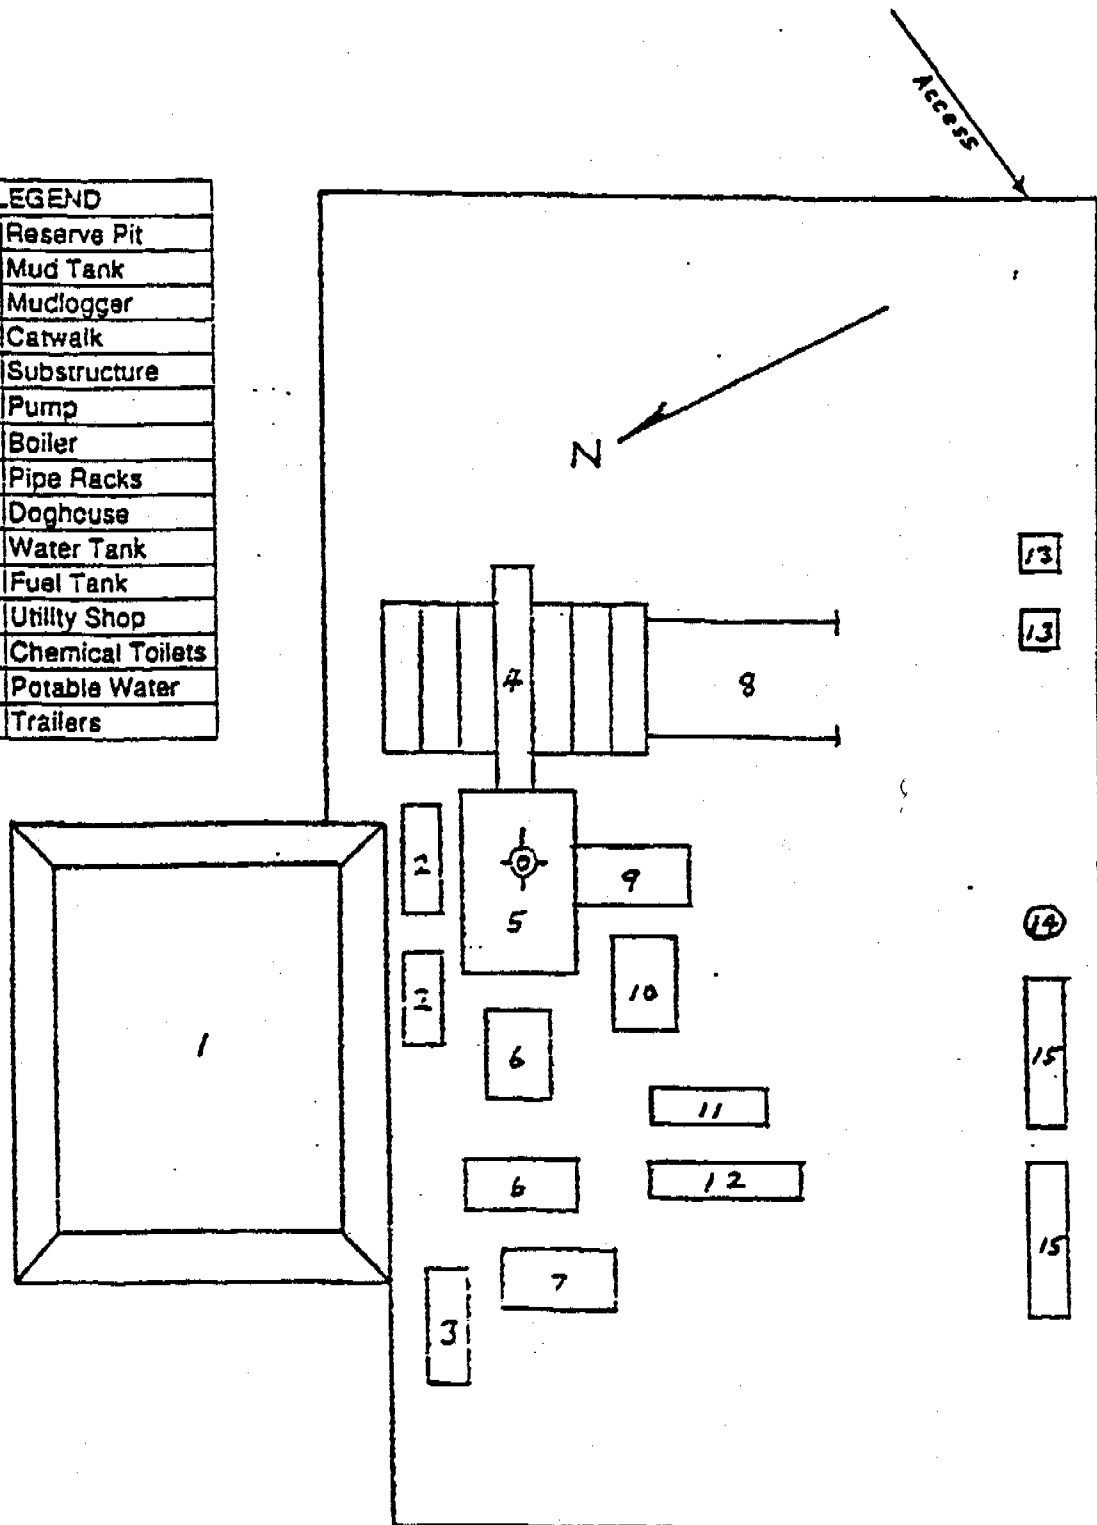 Access
LEGEND
Reserve Pit
Mud Tank
Mudlogger
Catwalk
Substructure
Pump
Boiler
Pipe Racks
Doghouse
Water Tank
Fuel Tank
Utility Shop
Chemical Toilets
Potable Water
Trailers
N
13
13
4
8
2
9
5
14
2
10
1
6
15
11
6
12
15
7
3